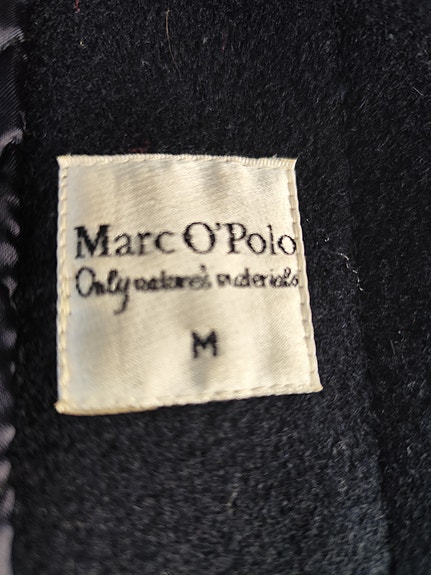 Marc O'Polo
Only nature's materials
M